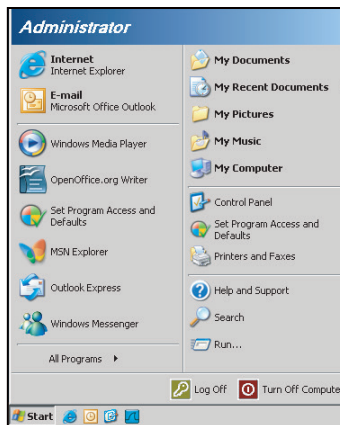 Administrator
Internet
Internet Explorer
E-mail
Microsoft Office Outlook
Windows Media Player
OpenOffice.org Writer
Set Program Access and
Defaults
MSN Explorer
Outlook Express
Windows Messenger
All Programs
My Documents
My Recent Documents
My Pictures
My Music
My Computer
Control Panel
Set Program Access and
Defaults
Printers and Faxes
Help and Support
Search
Run...
Log Off
Turn Off Compute
Start